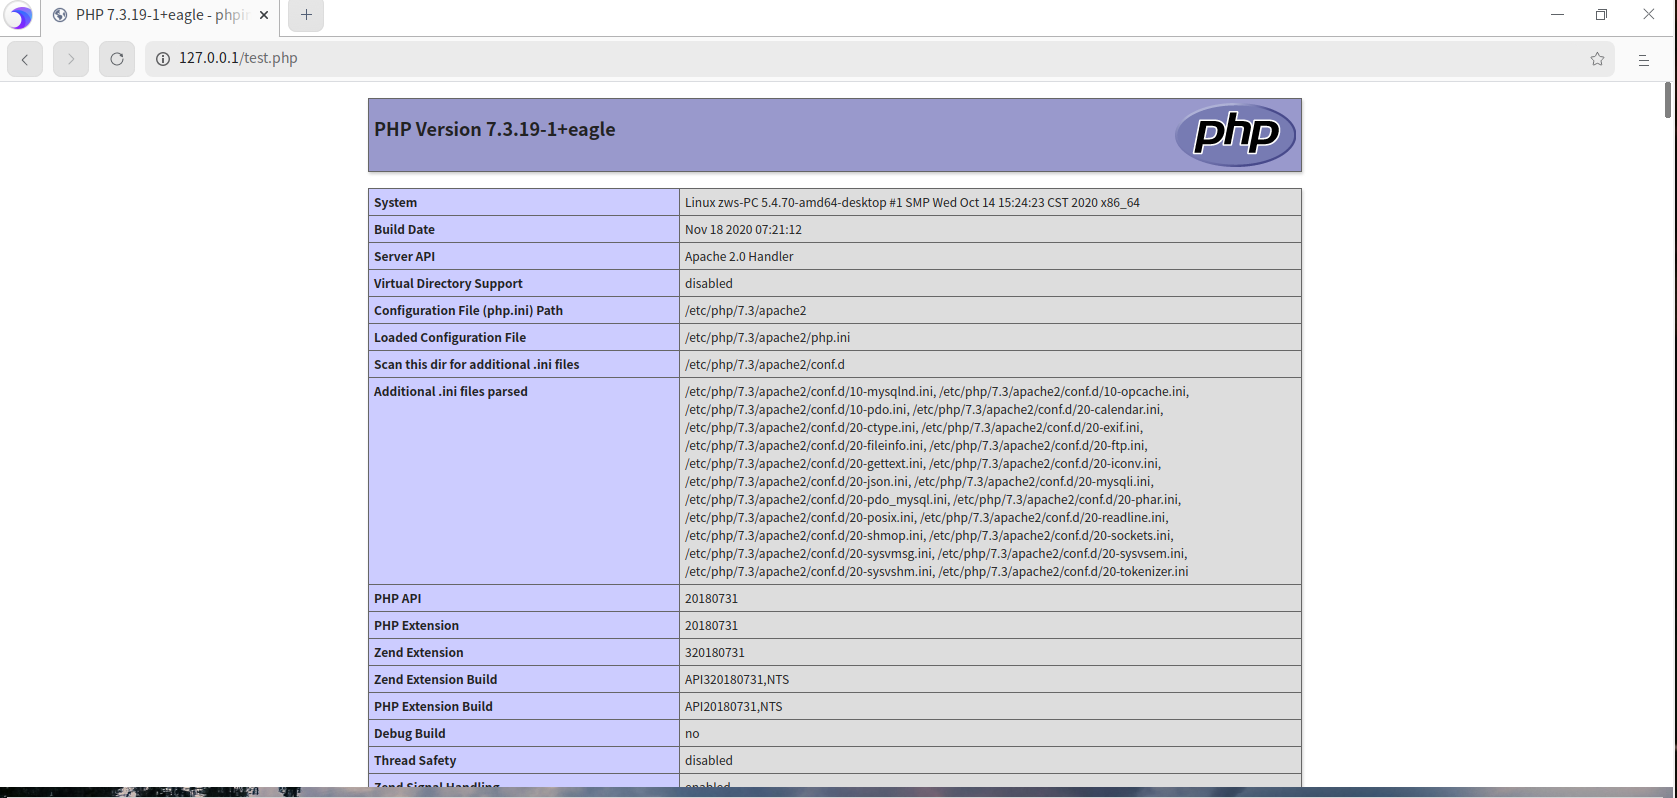 PHP 7.3.19-1+eagle - phpin
127.0.0.1/test.php
PHP Version 7.3.19-1+eagle
php
System Linux zws-PC 5.4.70-amd64-desktop #1 SMP Wed Oct 14 15:24:23 CST 2020 x86_64
Build Date Nov 18 2020 07:21:12
Server API Apache 2.0 Handler
Virtual Directory Support disabled
Configuration File (php.ini) Path /etc/php/7.3/apache2
Loaded Configuration File /etc/php/7.3/apache2/php.ini
Scan this dir for additional .ini files /etc/php/7.3/apache2/conf.d
Additional .ini files parsed /etc/php/7.3/apache2/conf.d/10-mysqlnd.ini, /etc/php/7.3/apache2/conf.d/10-opcache.ini,
/etc/php/7.3/apache2/conf.d/10-pdo.ini, /etc/php/7.3/apache2/conf.d/20-calendar.ini,
/etc/php/7.3/apache2/conf.d/20-ctype.ini, /etc/php/7.3/apache2/conf.d/20-exif.ini,
/etc/php/7.3/apache2/conf.d/20-fileinfo.ini, /etc/php/7.3/apache2/conf.d/20-ftp.ini,
/etc/php/7.3/apache2/conf.d/20-gettext.ini, /etc/php/7.3/apache2/conf.d/20-iconv.ini,
/etc/php/7.3/apache2/conf.d/20-json.ini, /etc/php/7.3/apache2/conf.d/20-mysqli.ini,
/etc/php/7.3/apache2/conf.d/20-pdo_mysql.ini, /etc/php/7.3/apache2/conf.d/20-phar.ini,
/etc/php/7.3/apache2/conf.d/20-posix.ini, /etc/php/7.3/apache2/conf.d/20-readline.ini,
/etc/php/7.3/apache2/conf.d/20-shmop.ini, /etc/php/7.3/apache2/conf.d/20-sockets.ini,
/etc/php/7.3/apache2/conf.d/20-sysvmsg.ini, /etc/php/7.3/apache2/conf.d/20-sysvsem.ini,
/etc/php/7.3/apache2/conf.d/20-sysvshm.ini, /etc/php/7.3/apache2/conf.d/20-tokenizer.ini
PHP API 20180731
PHP Extension 20180731
Zend Extension 320180731
Zend Extension Build API320180731,NTS
PHP Extension Build API20180731,NTS
Debug Build no
Thread Safety disabled
Zend Signal Handling enabled